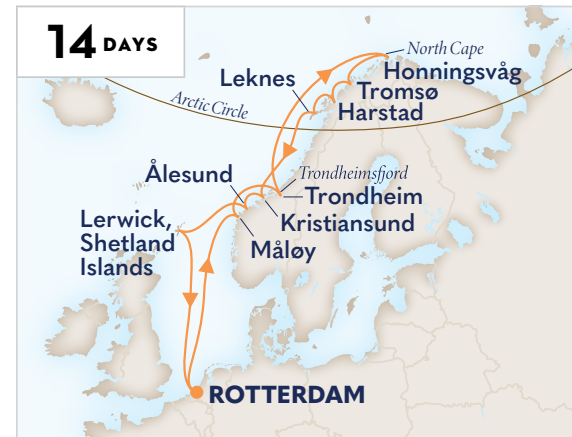 14 DAYS
North Cape
Honningsvåg
Leknes
Tromsø
Harstad
Arctic Circle
Ålesund
Trondheimsfjord
Trondheim
Lerwick,
Shetland
Islands
Kristiansund
Måløy
ROTTERDAM